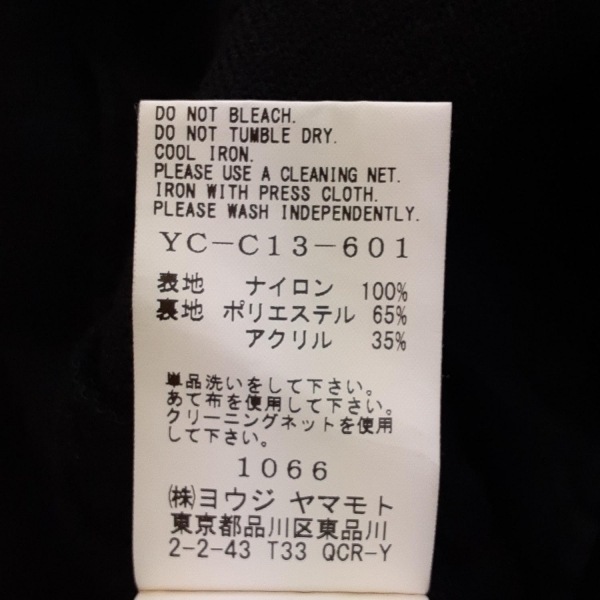 DO NOT BLEACH.
DO NOT TUMBLE DRY.
COOL IRON.
PLEASE USE A CLEANING NET.
IRON WITH PRESS CLOTH.
PLEASE WASH INDEPENDENTLY.
YC-C13-601
表地 ナイロン 100%
裏地 ポリエステル 65%
アクリル 35%
単品洗いをして下さい。
あて布を使用して下さい。
クリーニングネットを使用
して下さい。
1066
㈱ヨウジ ヤマモト
東京都品川区東品川
2-2-43 T33 QCR-Y